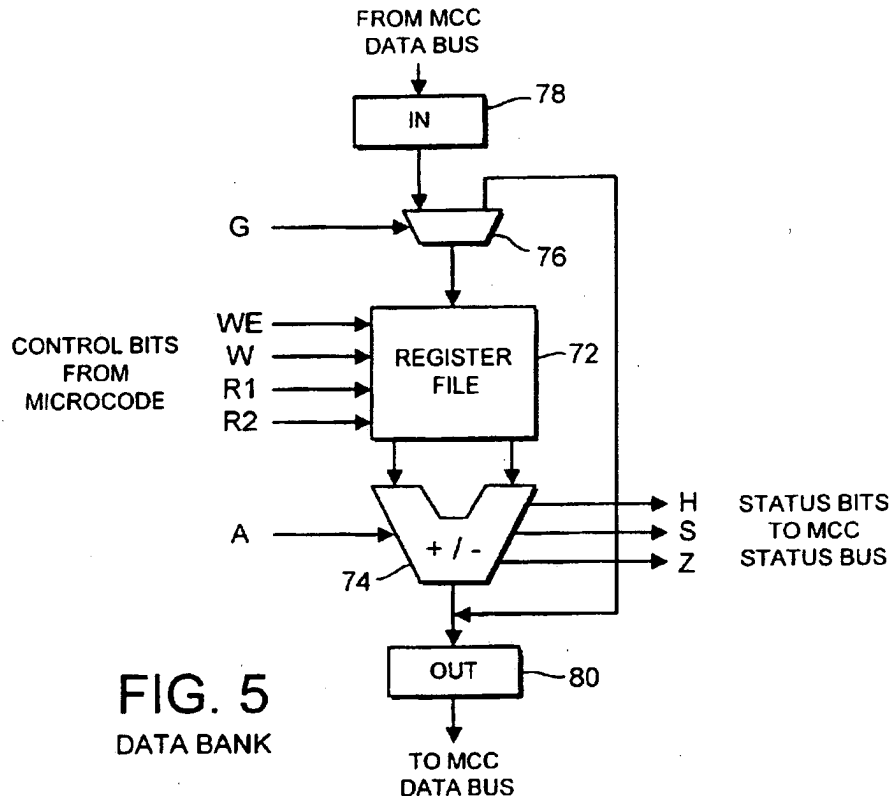 FROM MCC
DATA BUS
78
IN
G
76
CONTROL BITS
FROM
MICROCODE
WE
W
R1
R2
REGISTER
FILE
72
A
+ / -
74
H
S
Z
STATUS BITS
TO MCC
STATUS BUS
OUT
80
FIG. 5
DATA BANK
TO MCC
DATA BUS